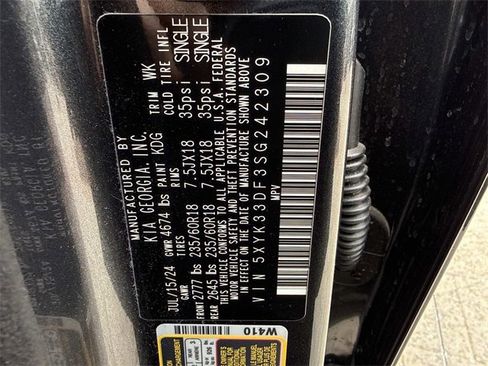 MANUFACTURED BY
KIA GEORGIA, INC.
JUL/15/24 GVWR 4674 lbs PAINT KDG TRIM WK
GAWR TIRES RIMS COLD TIRE INFL
FRONT 2777 lbs 235/60R18 7.5JX18 35psi SINGLE
REAR 2645 lbs 235/60R18 7.5JX18 35psi SINGLE
THIS VEHICLE CONFORMS TO ALL APPLICABLE U.S.A. FEDERAL
MOTOR VEHICLE SAFETY, BUMPER, AND THEFT PREVENTION STANDARDS
IN EFFECT ON THE DATE OF MANUFACTURE SHOWN ABOVE
VIN 5XYK33DF3SG242309
MPV
W410